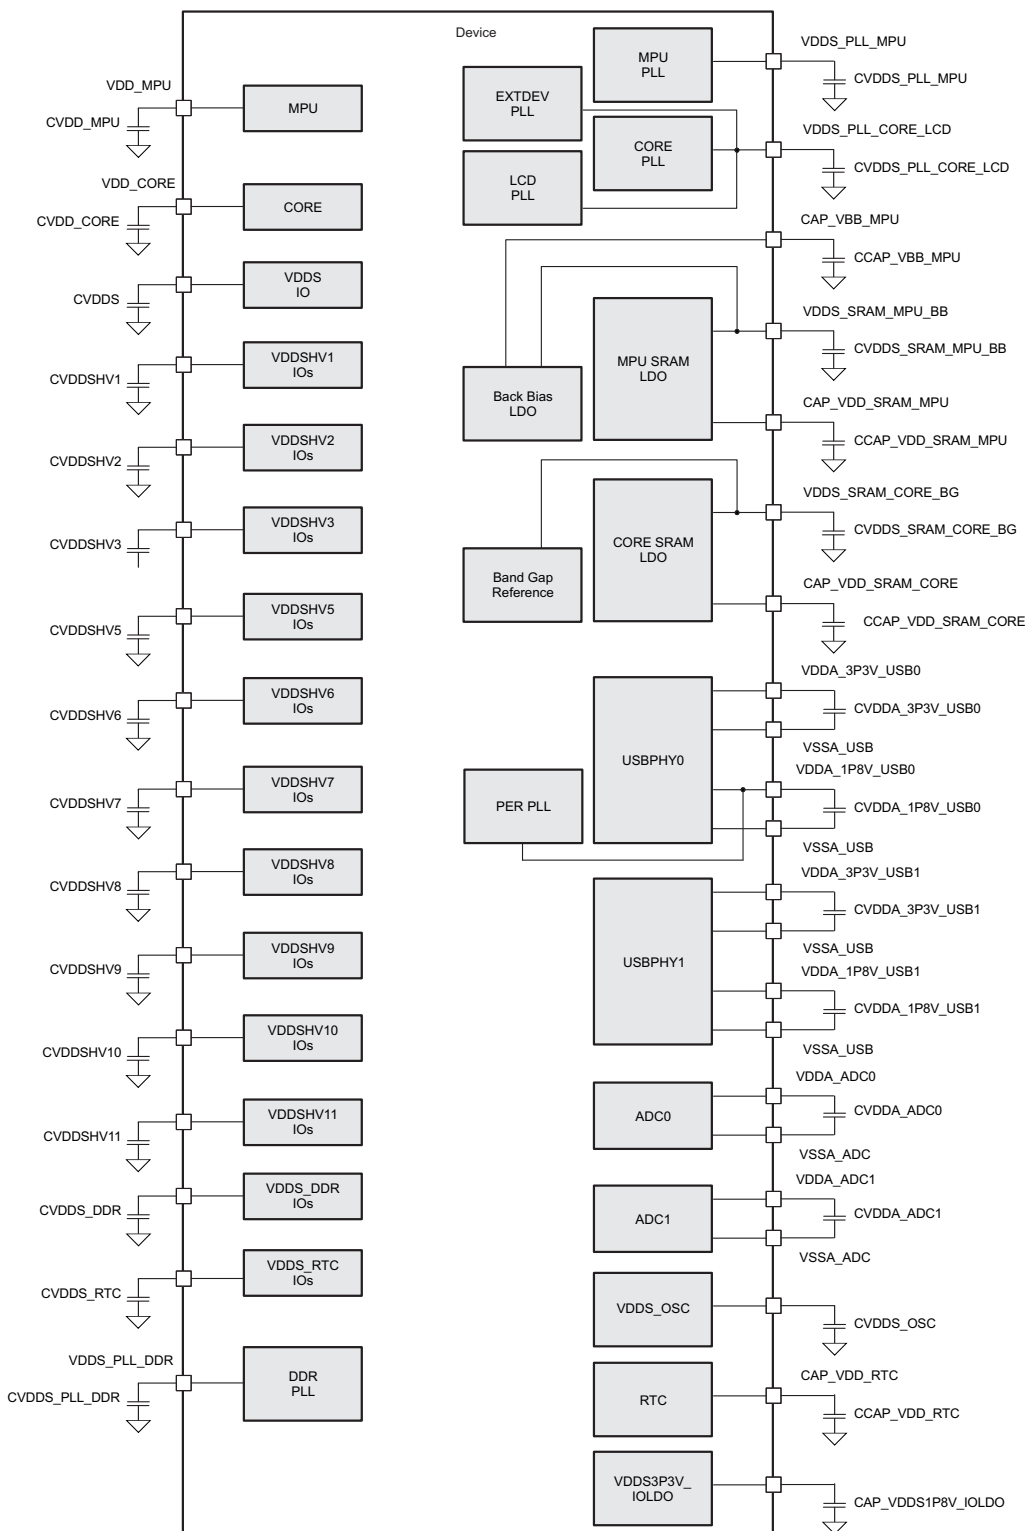 Device
VDD_MPU
CVDD_MPU
MPU
VDD_CORE
CVDD_CORE
CORE
CVDDS
VDDS
IO
CVDDSHV1
VDDSHV1
IOs
CVDDSHV2
VDDSHV2
IOs
CVDDSHV3
VDDSHV3
IOs
CVDDSHV5
VDDSHV5
IOs
CVDDSHV6
VDDSHV6
IOs
CVDDSHV7
VDDSHV7
IOs
CVDDSHV8
VDDSHV8
IOs
CVDDSHV9
VDDSHV9
IOs
CVDDSHV10
VDDSHV10
IOs
CVDDSHV11
VDDSHV11
IOs
CVDDS_DDR
VDDS_DDR
IOs
CVDDS_RTC
VDDS_RTC
IOs
VDDS_PLL_DDR
CVDDS_PLL_DDR
DDR
PLL
MPU
PLL
VDDS_PLL_MPU
CVDDS_PLL_MPU
EXTDEV
PLL
CORE
PLL
LCD
PLL
VDDS_PLL_CORE_LCD
CVDDS_PLL_CORE_LCD
CAP_VBB_MPU
CCAP_VBB_MPU
VDDS_SRAM_MPU_BB
CVDDS_SRAM_MPU_BB
MPU SRAM
LDO
Back Bias
LDO
CAP_VDD_SRAM_MPU
CCAP_VDD_SRAM_MPU
VDDS_SRAM_CORE_BG
CVDDS_SRAM_CORE_BG
CORE SRAM
LDO
Band Gap
Reference
CAP_VDD_SRAM_CORE
CCAP_VDD_SRAM_CORE
VDDA_3P3V_USB0
CVDDA_3P3V_USB0
VSSA_USB
USBPHY0
VDDA_1P8V_USB0
PER PLL
CVDDA_1P8V_USB0
VSSA_USB
VDDA_3P3V_USB1
CVDDA_3P3V_USB1
VSSA_USB
USBPHY1
VDDA_1P8V_USB1
CVDDA_1P8V_USB1
VSSA_USB
VDDA_ADC0
ADC0
CVDDA_ADC0
VSSA_ADC
VDDA_ADC1
ADC1
CVDDA_ADC1
VSSA_ADC
VDDS_OSC
CVDDS_OSC
CAP_VDD_RTC
RTC
CCAP_VDD_RTC
VDDS3P3V_
IOLDO
CAP_VDDS1P8V_IOLDO